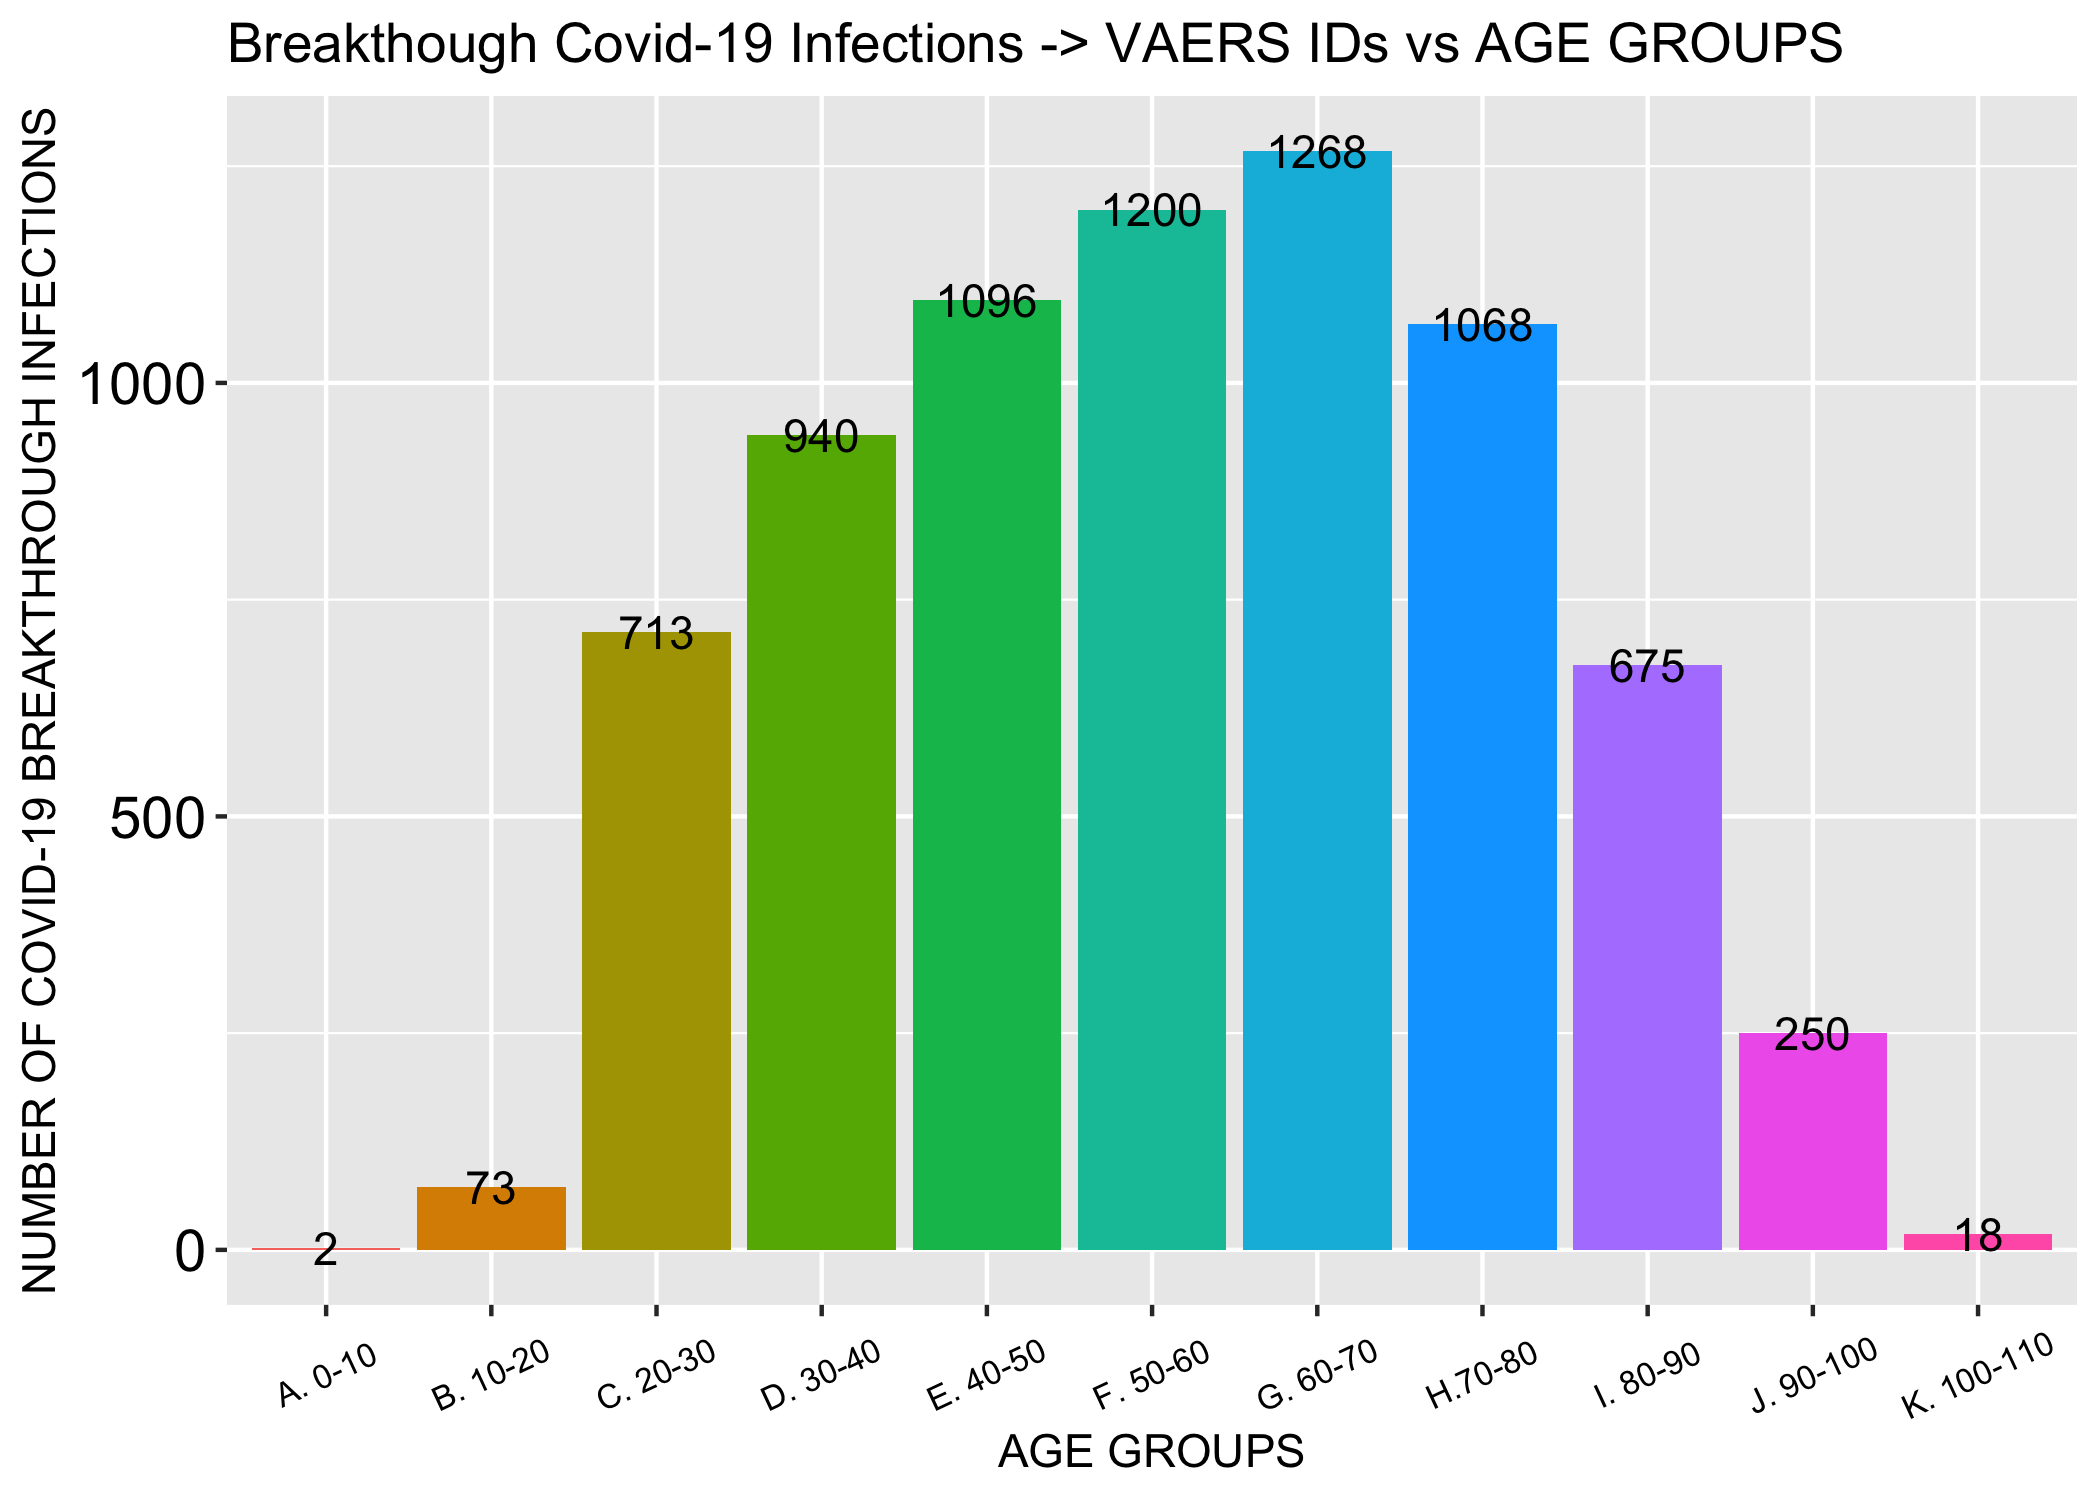 Breakthough Covid-19 Infections -> VAERS IDs vs AGE GROUPS
NUMBER OF COVID-19 BREAKTHROUGH INFECTIONS
1000
500
0
2
73
713
940
1096
1200
1268
1068
675
250
18
A. 0-10
B. 10-20
C. 20-30
D. 30-40
E. 40-50
F. 50-60
G. 60-70
H.70-80
I. 80-90
J. 90-100
K. 100-110
AGE GROUPS